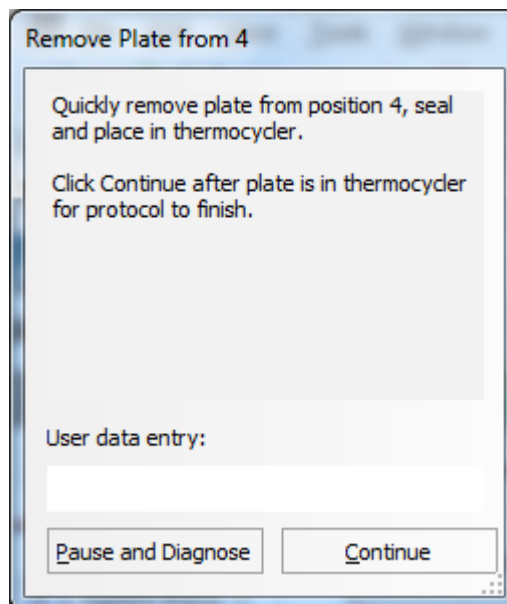 Remove Plate from 4
Quickly remove plate from position 4, seal
and place in thermocycler.
Click Continue after plate is in thermocycler
for protocol to finish.
User data entry:
Pause and Diagnose
Continue